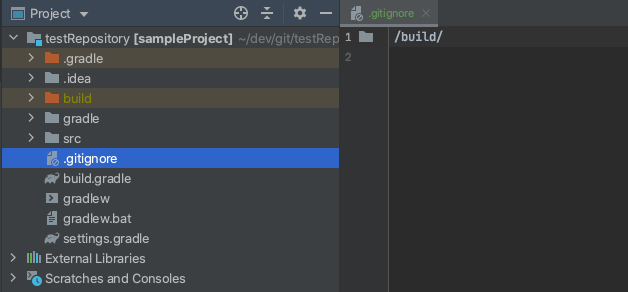 Project
testRepository [sampleProject] ~/dev/git/testRep
.gradle
.idea
build
gradle
src
.gitignore
build.gradle
gradlew
gradlew.bat
settings.gradle
External Libraries
Scratches and Consoles
.gitignore
1 /build/
2